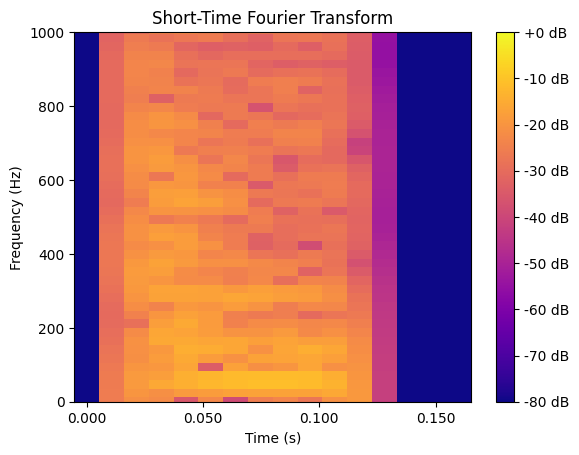 Short-Time Fourier Transform
1000
800
600
400
200
0
Frequency (Hz)
0.000
0.050
0.100
0.150
Time (s)
+0 dB
-10 dB
-20 dB
-30 dB
-40 dB
-50 dB
-60 dB
-70 dB
-80 dB